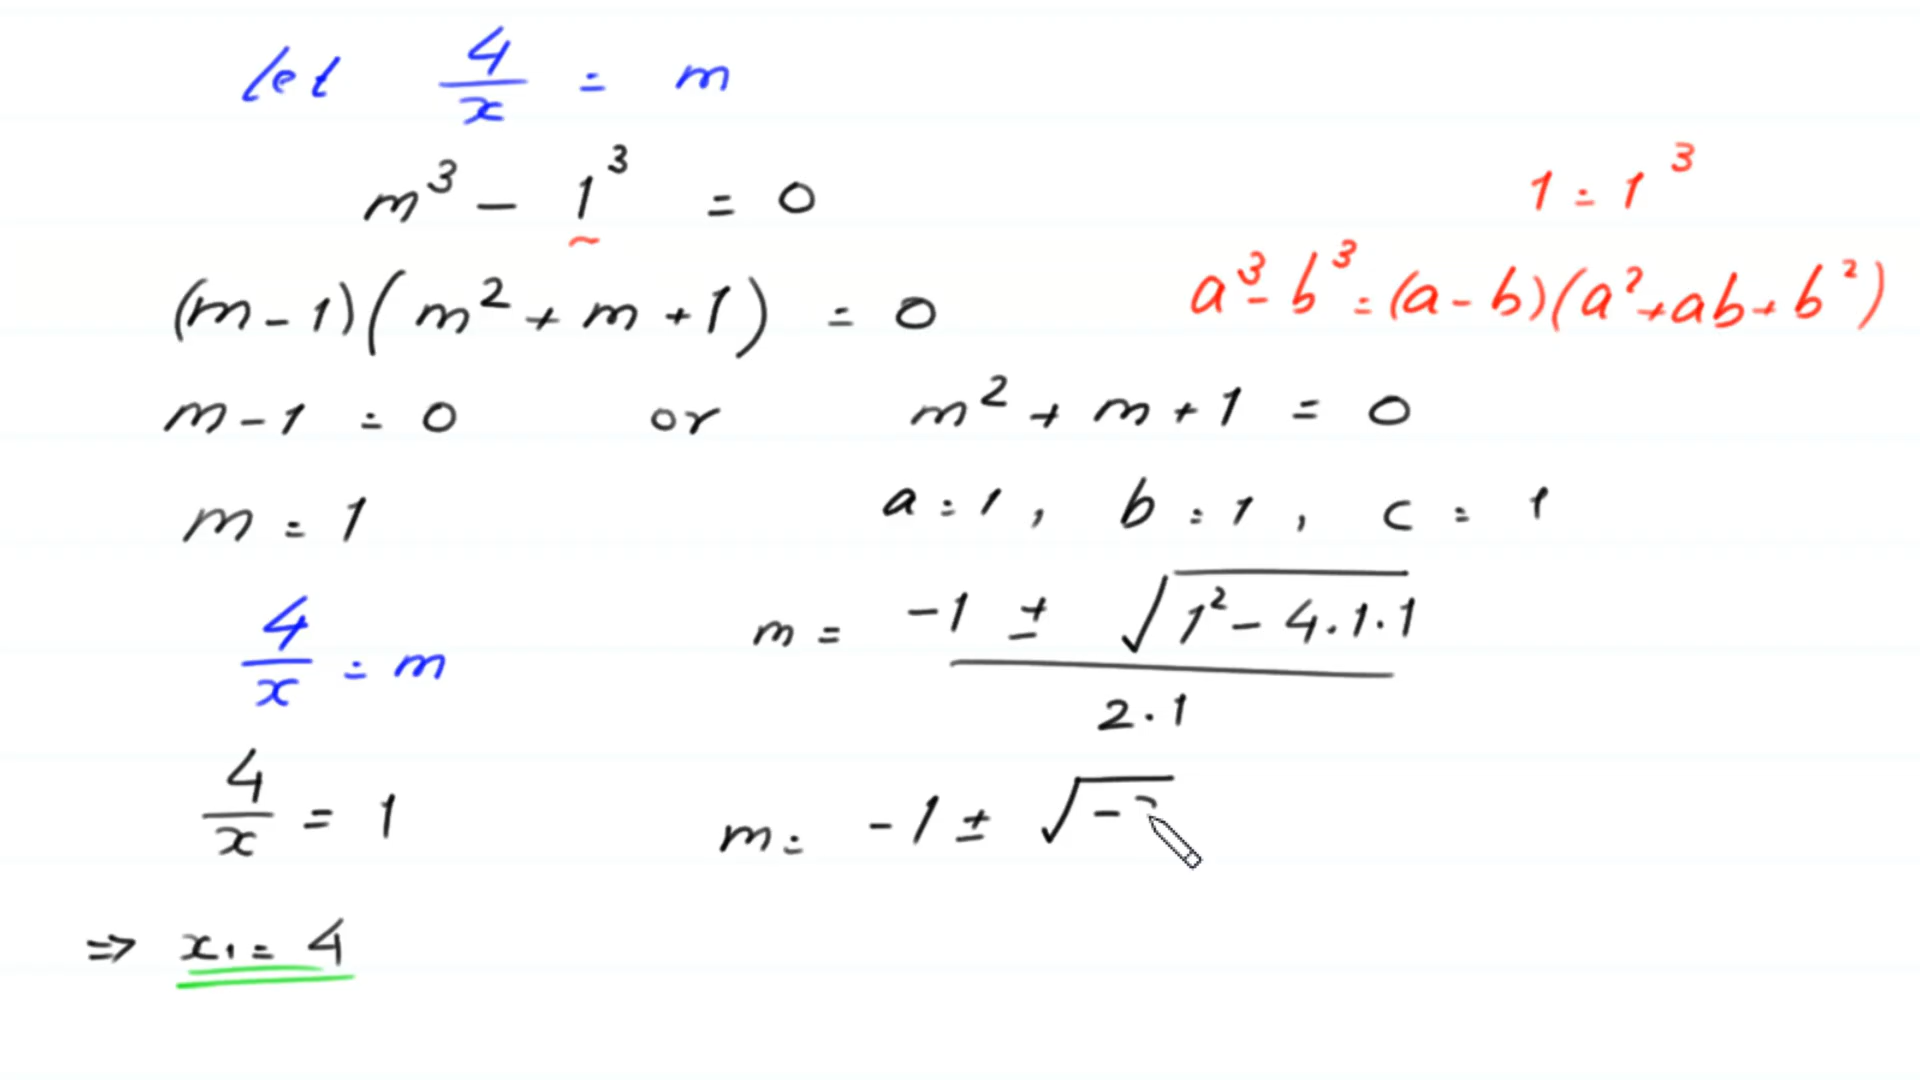 let 4/x = m
m³ - 1³ = 0
1 = 1³
(m - 1)(m² + m + 1) = 0
a³ - b³ = (a - b)(a² + ab + b²)
m - 1 = 0 or m² + m + 1 = 0
m = 1
a = 1, b = 1, c = 1
4/x = m
m = (-1 ± √(1² - 4·1·1))/(2·1)
4/x = 1
m = -1 ± √-
⇒ x₁ = 4